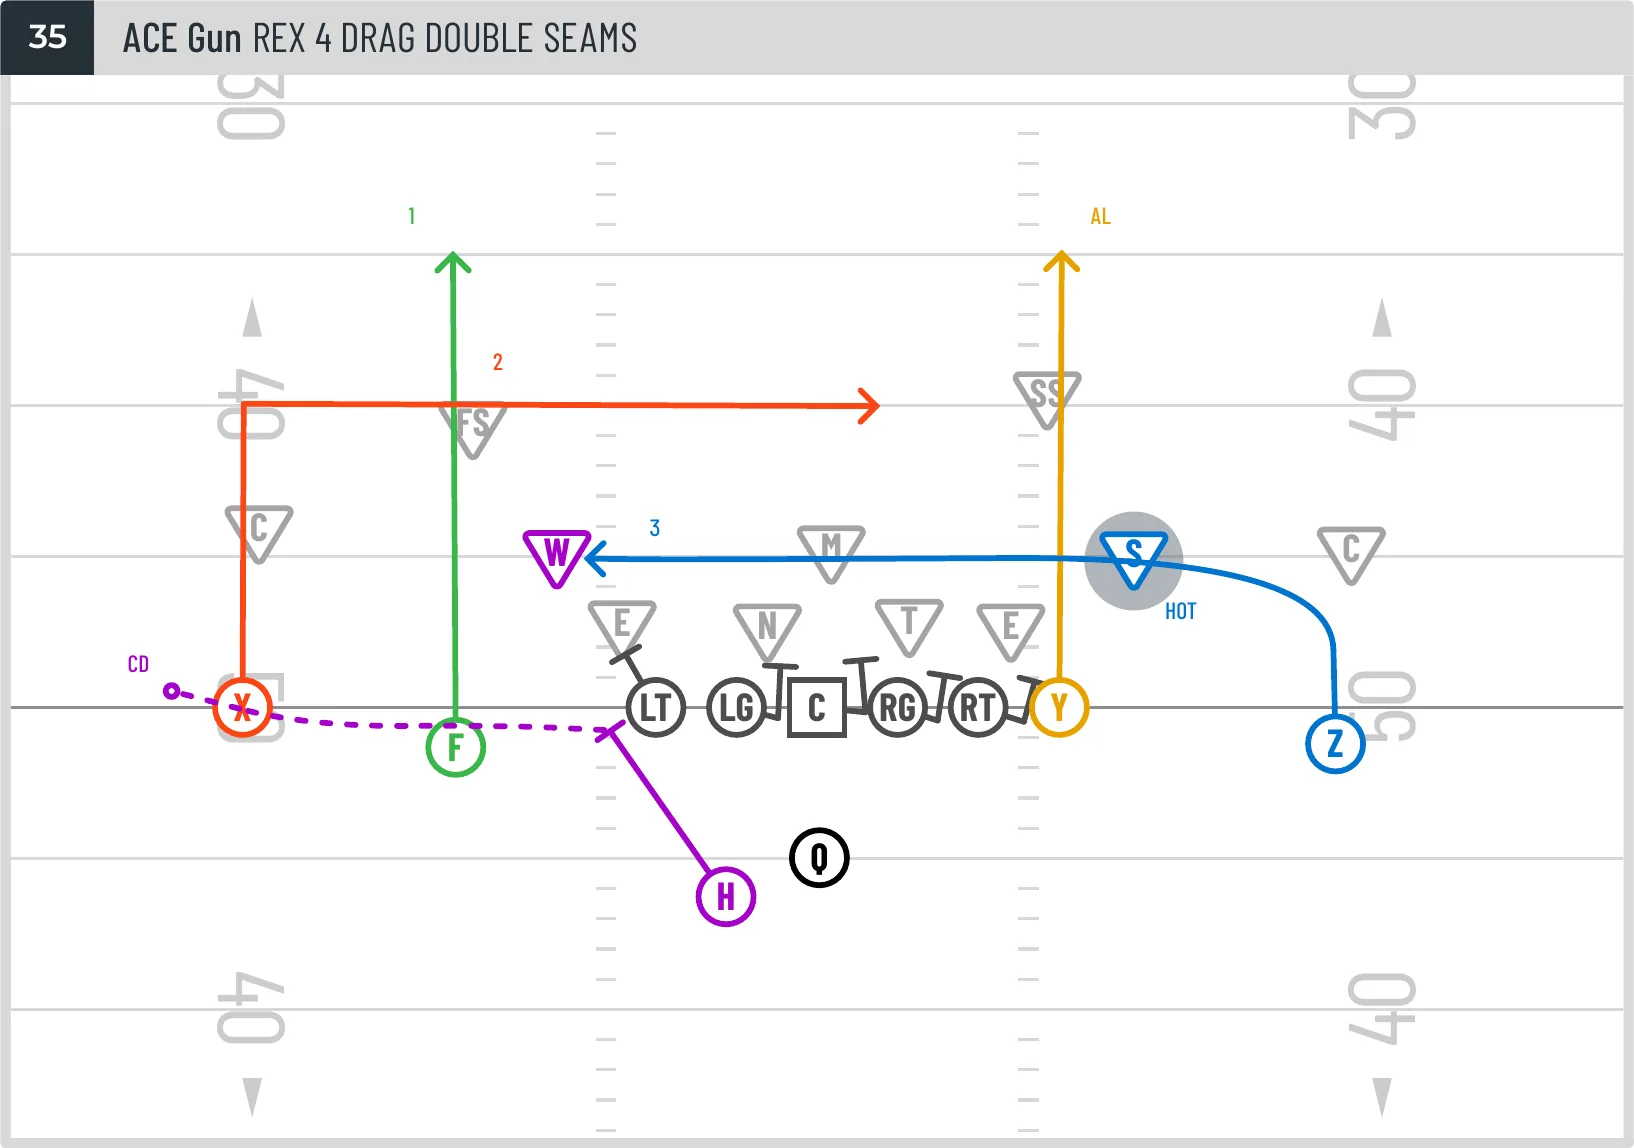 35 ACE Gun REX 4 DRAG DOUBLE SEAMS
30 30
1 AL
2
40 FS SS 40
C W 3 M S C
HOT
E N T E
CD
X LT LG C RG RT Y 50
F Z
Q
H
40 40